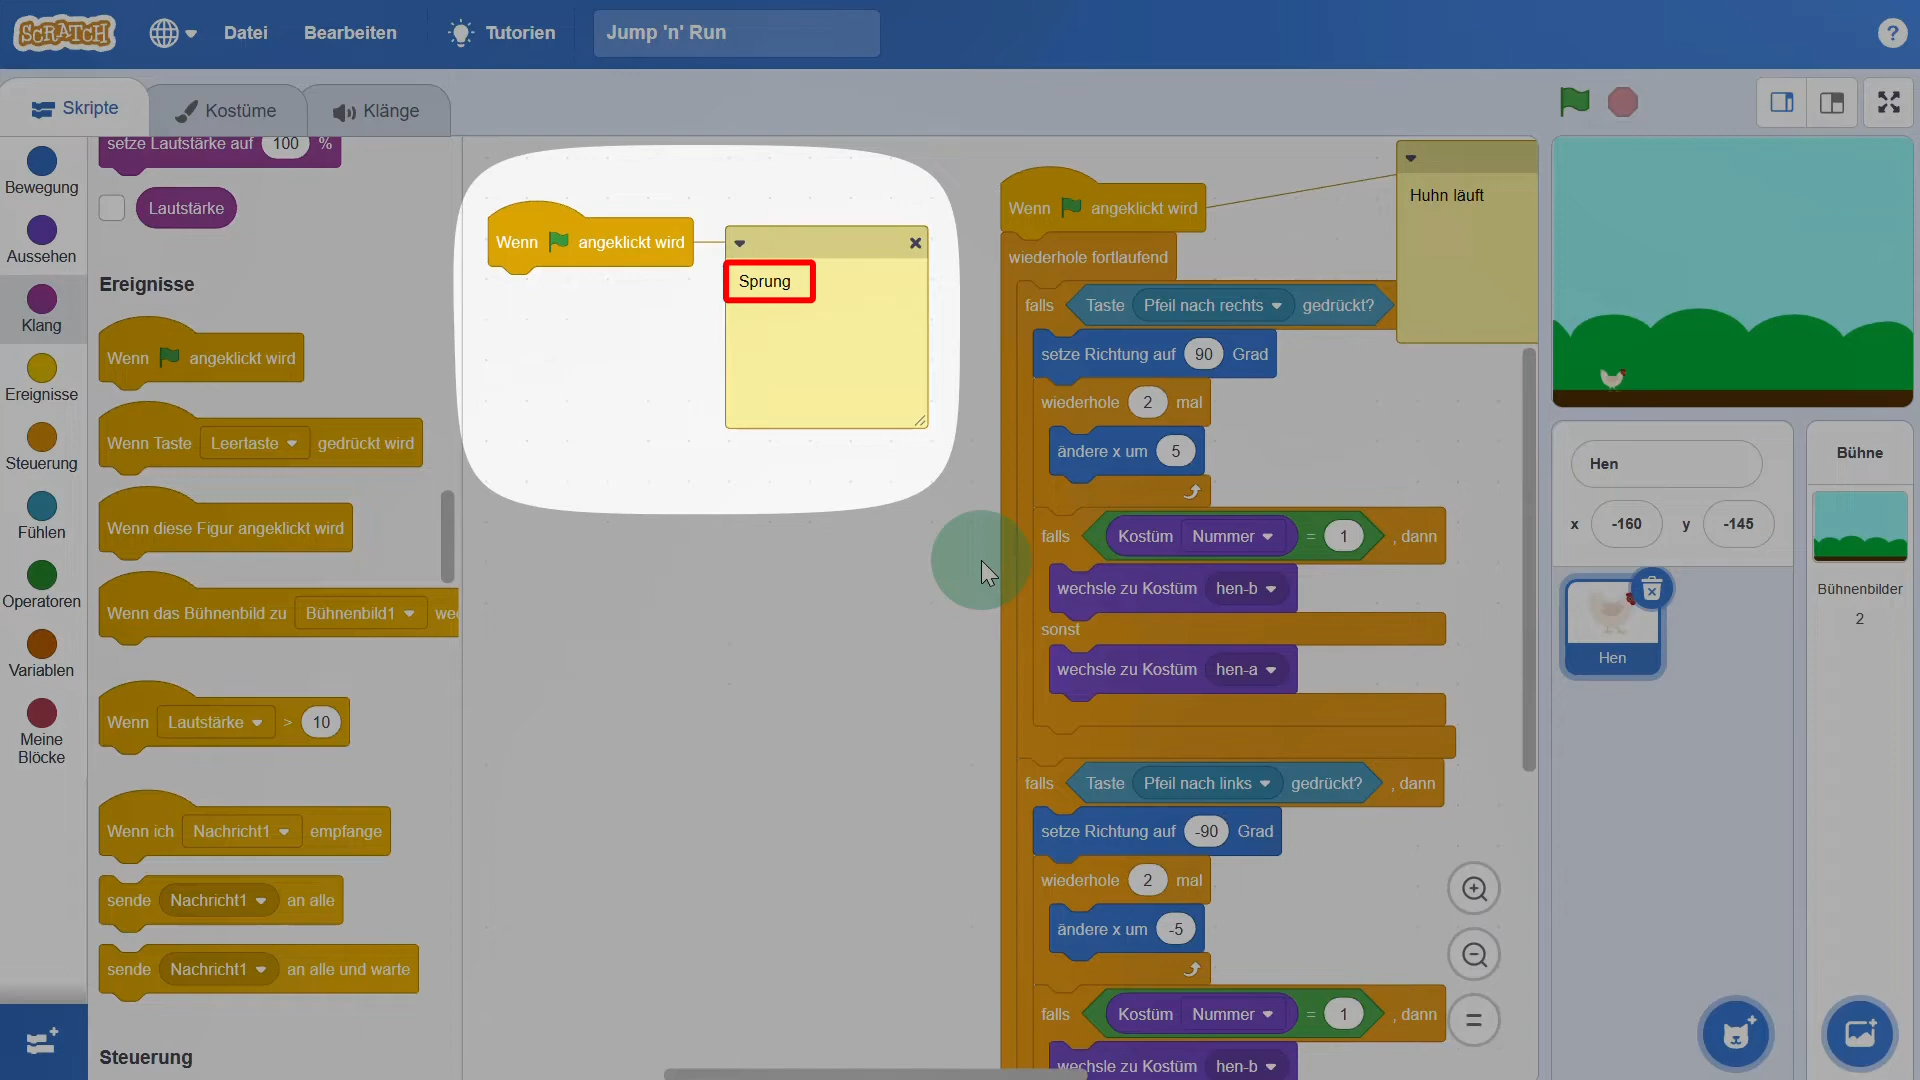 SCRATCH
Datei
Bearbeiten
Tutorien
Jump 'n' Run
?
Skripte
Kostüme
Klänge
Bewegung
Aussehen
Klang
Ereignisse
Steuerung
Fühlen
Operatoren
Variablen
Meine
Blöcke
setze Lautstärke auf 100 %
Lautstärke
Ereignisse
Wenn angeklickt wird
Wenn Taste Leertaste gedrückt wird
Wenn diese Figur angeklickt wird
Wenn das Bühnenbild zu Bühnenbild1 wec
Wenn Lautstärke > 10
Wenn ich Nachricht1 empfange
sende Nachricht1 an alle
sende Nachricht1 an alle und warte
Steuerung
Wenn angeklickt wird
Sprung
Wenn angeklickt wird
Huhn läuft
wiederhole fortlaufend
falls Taste Pfeil nach rechts gedrückt?
setze Richtung auf 90 Grad
wiederhole 2 mal
ändere x um 5
falls Kostüm Nummer = 1 , dann
wechsle zu Kostüm hen-b
sonst
wechsle zu Kostüm hen-a
falls Taste Pfeil nach links gedrückt? , dann
setze Richtung auf -90 Grad
wiederhole 2 mal
ändere x um -5
falls Kostüm Nummer = 1 , dann
wechsle zu Kostüm hen-b
Hen
x -160 y -145
Hen
Bühne
Bühnenbilder
2